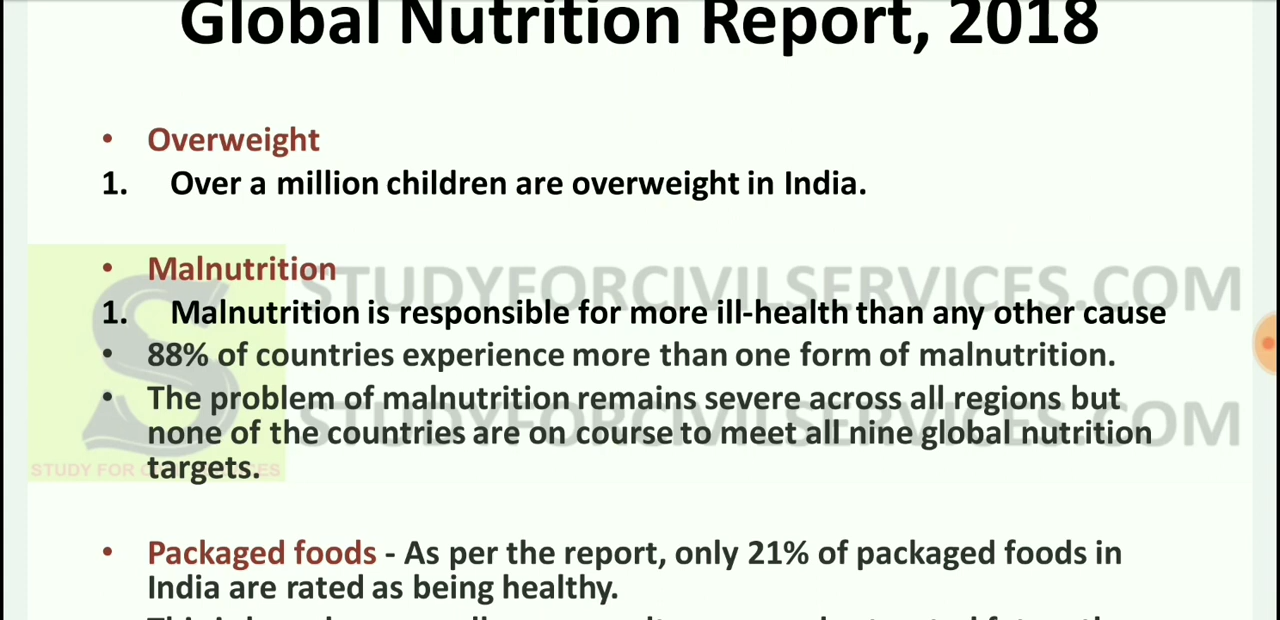 Global Nutrition Report, 2018
• Overweight
1. Over a million children are overweight in India.
• Malnutrition
STUDYFORCIVILSERVICES.COM
1. Malnutrition is responsible for more ill-health than any other cause
• 88% of countries experience more than one form of malnutrition.
• The problem of malnutrition remains severe across all regions but
STUDYFORCIVILSERVICES.COM
none of the countries are on course to meet all nine global nutrition
STUDY FOR
targets.
• Packaged foods - As per the report, only 21% of packaged foods in
India are rated as being healthy.